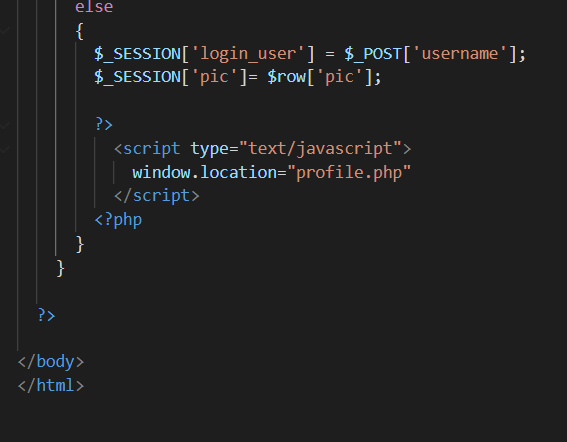 else
{
$_SESSION['login_user'] = $_POST['username'];
$_SESSION['pic']= $row['pic'];
?>
<script type="text/javascript">
window.location="profile.php"
</script>
<?php
}
}
?>
</body>
</html>